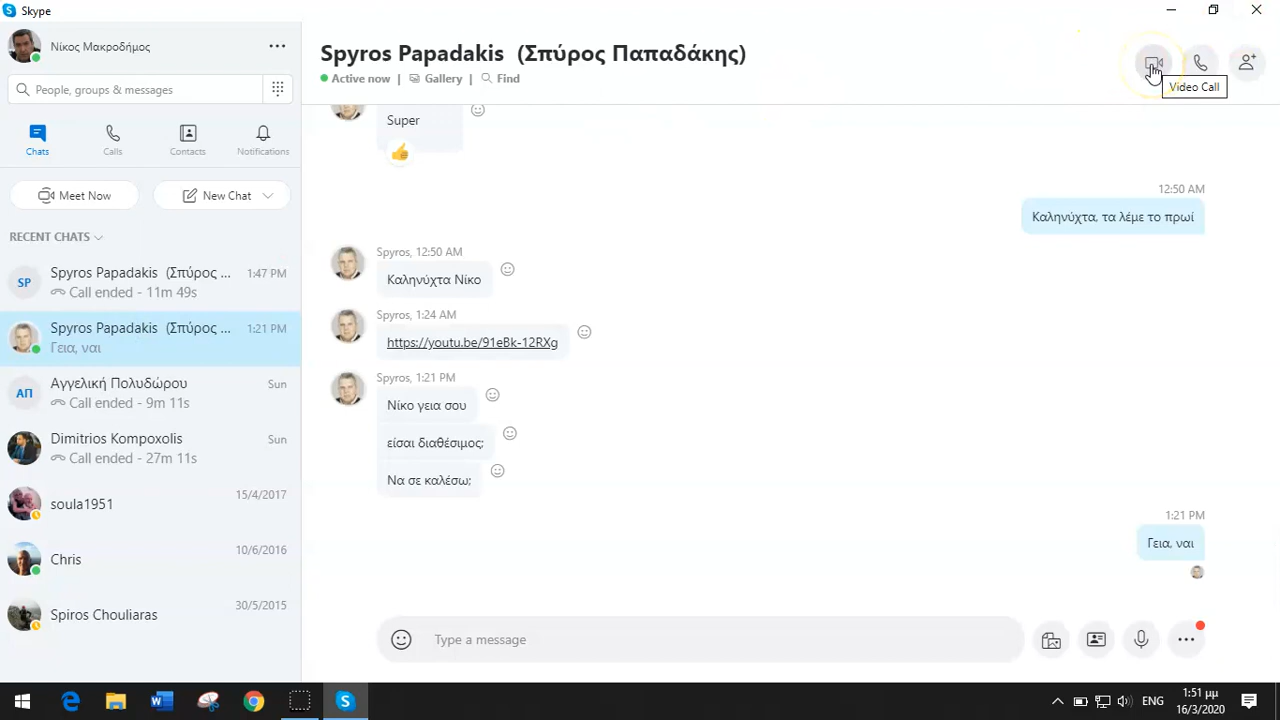 Skype
Νίκος Μακροδήμος
People, groups & messages
Chats
Calls
Contacts
Notifications
Meet Now
New Chat
RECENT CHATS
SP
Spyros Papadakis (Σπύρος ...
1:47 PM
Call ended - 11m 49s
Spyros Papadakis (Σπύρος ...
1:21 PM
Γεια, ναι
ΑΠ
Αγγελική Πολυδώρου
Sun
Call ended - 9m 11s
Dimitrios Kompoxolis
Sun
Call ended - 27m 11s
soula1951
15/4/2017
Chris
10/6/2016
Spiros Chouliaras
30/5/2015
Spyros Papadakis (Σπύρος Παπαδάκης)
Active now | Gallery | Find
Video Call
Super
12:50 AM
Καληνύχτα, τα λέμε το πρωί
Spyros, 12:50 AM
Καληνύχτα Νίκο
Spyros, 1:24 AM
https://youtu.be/91eBk-12RXg
Spyros, 1:21 PM
Νίκο γεια σου
είσαι διαθέσιμος;
Να σε καλέσω;
1:21 PM
Γεια, ναι
Type a message
ENG
1:51 μμ
16/3/2020